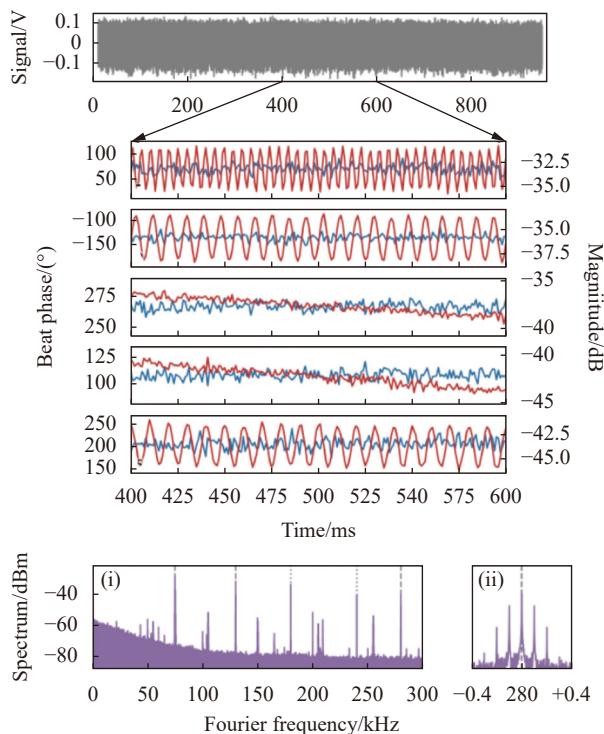 Signal/V
0.1
0
−0.1
0 200 400 600 800
Beat phase/(°)
Magniitude/dB
100
50
−32.5
−35.0
−100
−150
−35.0
−37.5
275
250
−35
−40
125
100
−40
−45
250
200
150
−42.5
−45.0
400 425 450 475 500 525 550 575 600
Time/ms
Spectrum/dBm
−40
−60
−80
(i)
(ii)
0 50 100 150 200 250 300
−0.4 280 +0.4
Fourier frequency/kHz